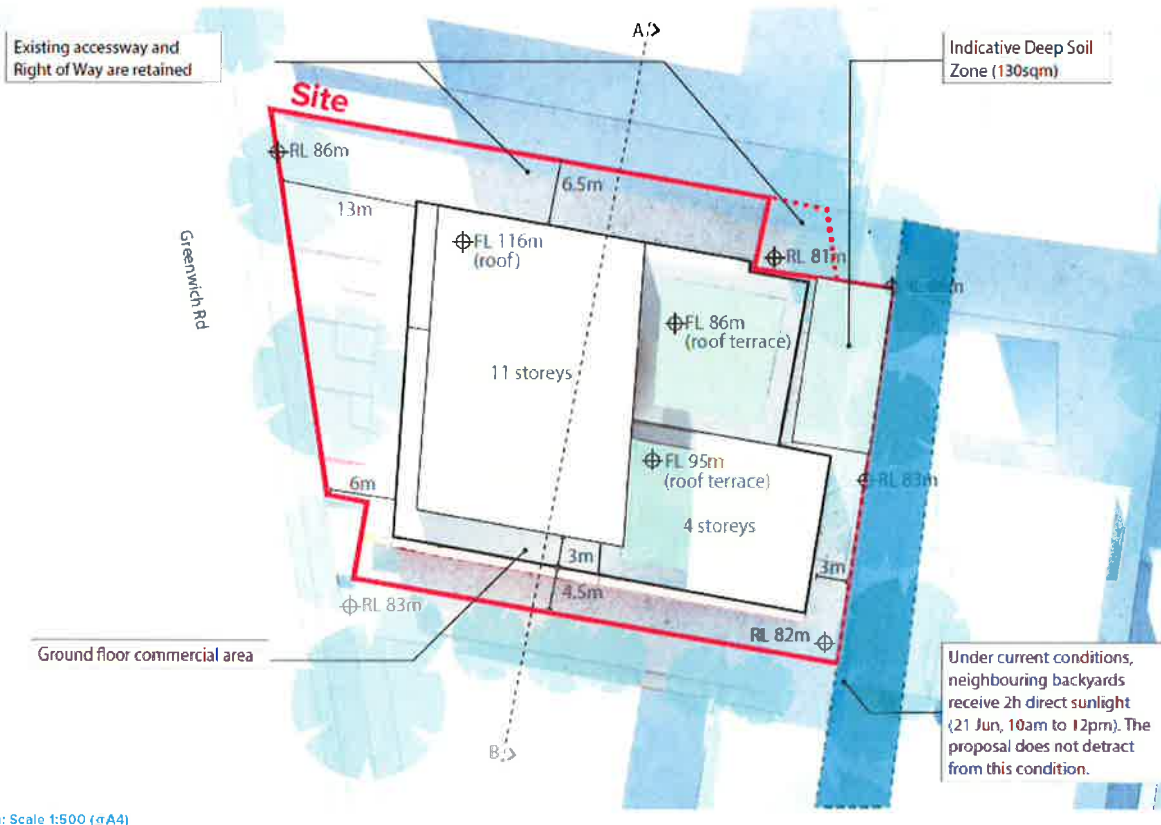 Existing accessway and
Right of Way are retained
A
Indicative Deep Soil
Zone (130sqm)
Site
RL 86m
6.5m
13m
Greenwich Rd
FL 116m
(roof)
RL 81m
FL 86m
(roof terrace)
11 storeys
FL 95m
(roof terrace)
RL 83m
6m
4 storeys
3m
3m
4.5m
RL 83m
RL 82m
Ground floor commercial area
Under current conditions,
neighbouring backyards
receive 2h direct sunlight
(21 Jun, 10am to 12pm). The
proposal does not detract
from this condition.
B
Scale 1:500 (@A4)